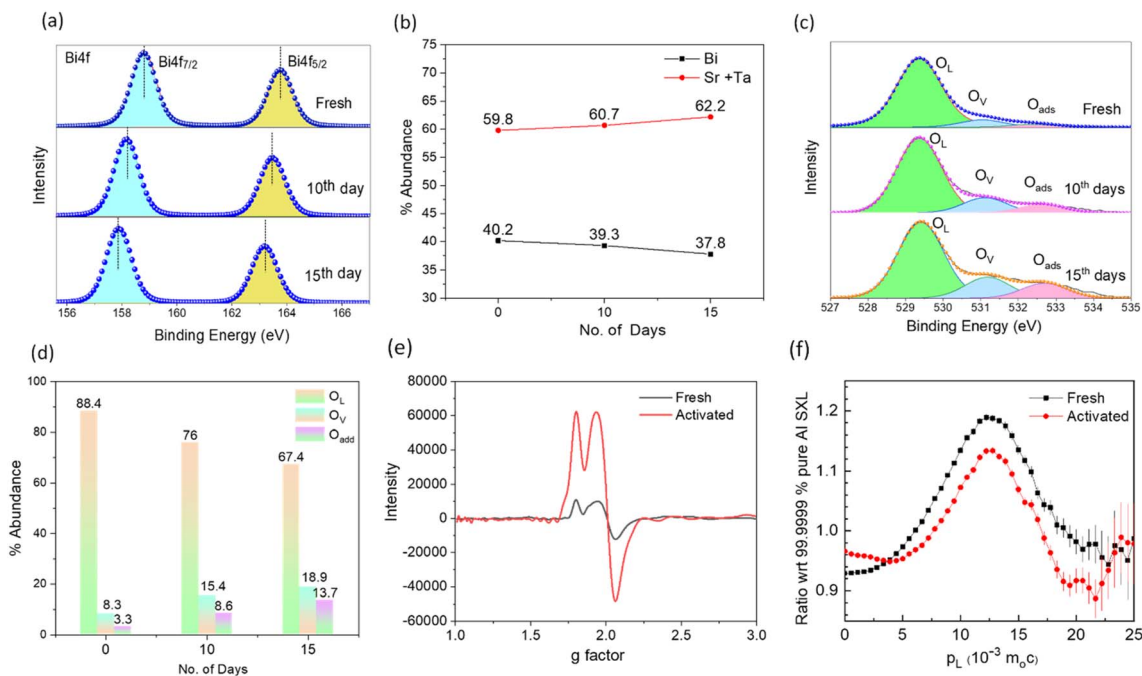 (a)
Bi4f
Bi4f7/2
Bi4f5/2
Fresh
10th day
15th day
Intensity
156 158 160 162 164 166
Binding Energy (eV)
(b)
75
70
65
60
55
50
45
40
35
30
% Abundance
Bi
Sr +Ta
59.8 60.7 62.2
40.2 39.3 37.8
0 10 15
No. of Days
(c)
OL
OV
Oads
Fresh
OL
OV
Oads
10th days
OL
OV
Oads
15th days
Intensity
527 528 529 530 531 532 533 534 535
Binding Energy (eV)
(d)
100
80
60
40
20
0
% Abundance
OL
OV
Oadd
88.4 76 67.4
8.3 15.4 18.9
3.3 8.6 13.7
0 10 15
No. of Days
(e)
80000
60000
40000
20000
0
-20000
-40000
-60000
Intensity
Fresh
Activated
1.0 1.5 2.0 2.5 3.0
g factor
(f)
1.2
1.1
1.0
0.9
Ratio wrt 99.9999 % pure Al SXL
Fresh
Activated
0 5 10 15 20 25
pL (10-3 moc)